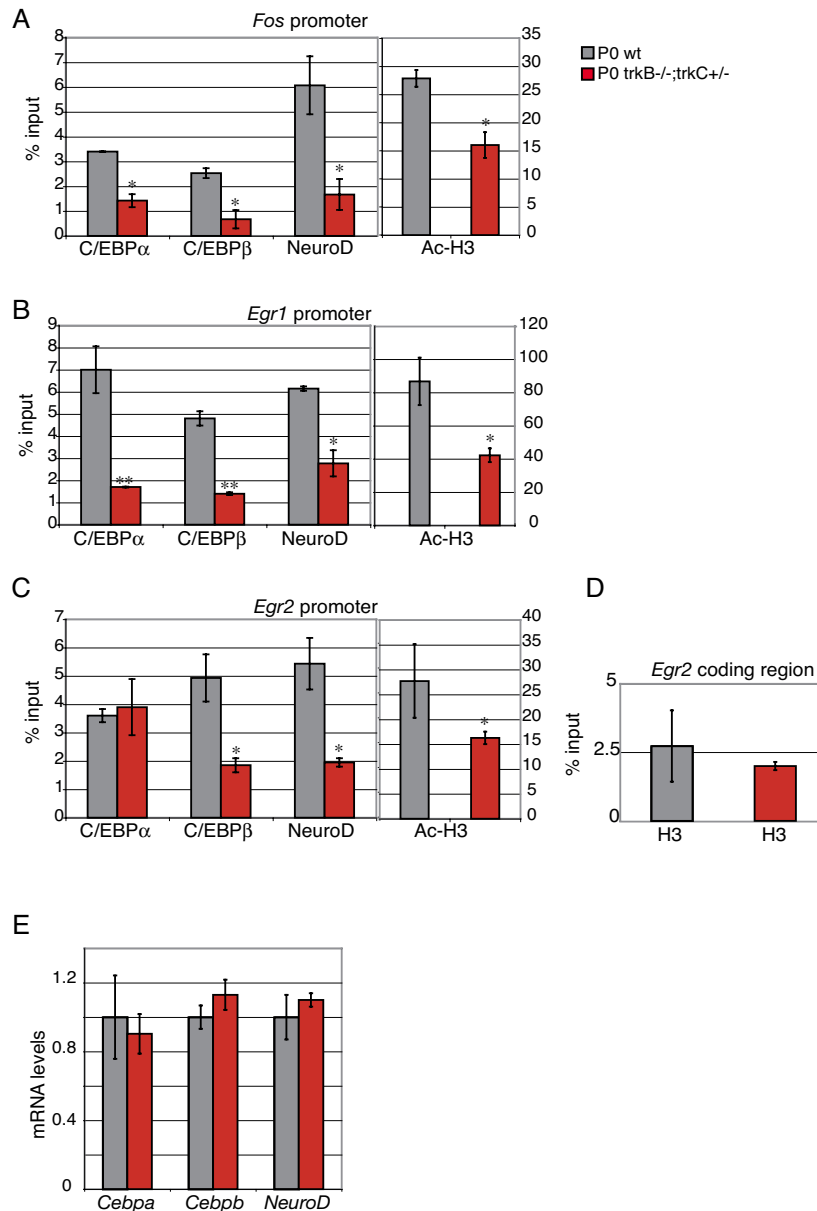 A
Fos promoter
P0 wt
P0 trkB-/-;trkC+/-
% input
8
7
6
5
4
3
2
1
0
35
30
25
20
15
10
5
0
*
*
*
*
C/EBPα
C/EBPβ
NeuroD
Ac-H3
B
Egr1 promoter
% input
9
8
7
6
5
4
3
2
1
0
120
100
80
60
40
20
0
**
**
*
*
C/EBPα
C/EBPβ
NeuroD
Ac-H3
C
Egr2 promoter
% input
7
6
5
4
3
2
1
0
40
35
30
25
20
15
10
5
0
*
*
*
C/EBPα
C/EBPβ
NeuroD
Ac-H3
D
Egr2 coding region
% input
5
2.5
0
H3
H3
E
mRNA levels
1.2
0.8
0.4
0
Cebpa
Cebpb
NeuroD